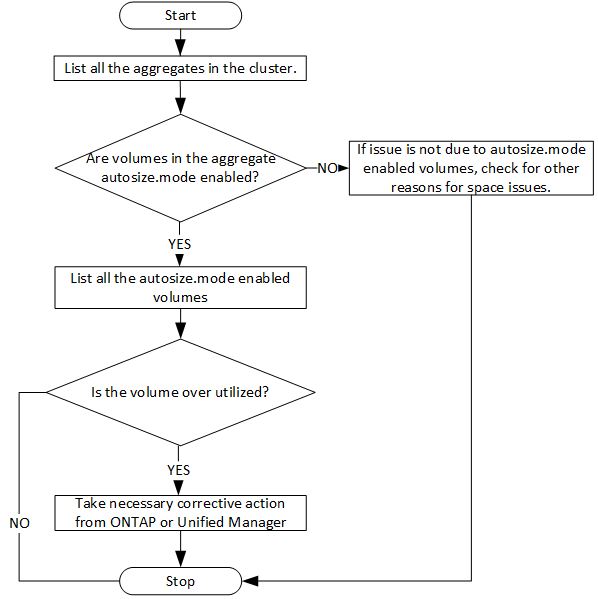 Start
List all the aggregates in the cluster.
Are volumes in the aggregate
autosize.mode enabled?
NO
If issue is not due to autosize.mode
enabled volumes, check for other
reasons for space issues.
YES
List all the autosize.mode enabled
volumes
Is the volume over utilized?
YES
Take necessary corrective action
from ONTAP or Unified Manager
NO
Stop